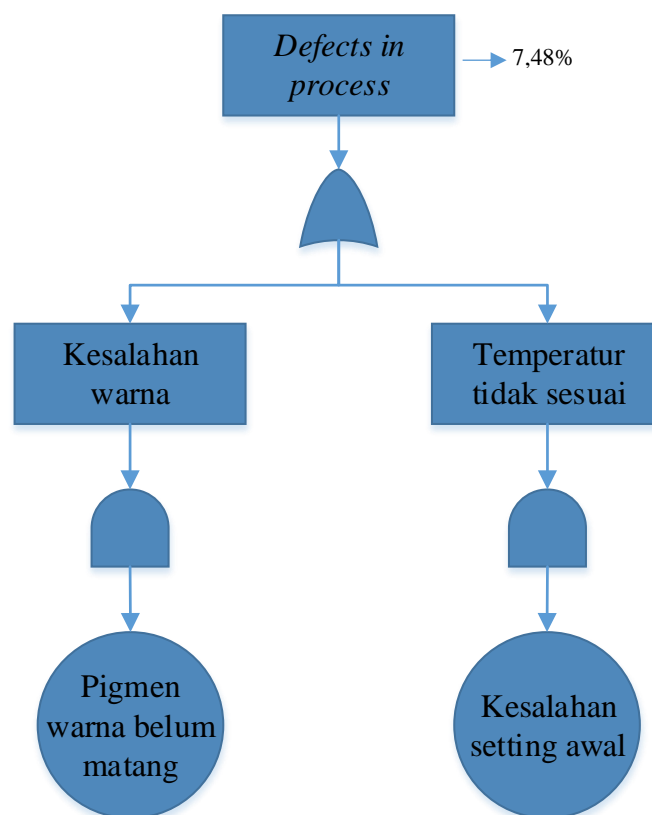 Defects in
process
7,48%
Kesalahan
warna
Temperatur
tidak sesuai
Pigmen
warna belum
matang
Kesalahan
setting awal